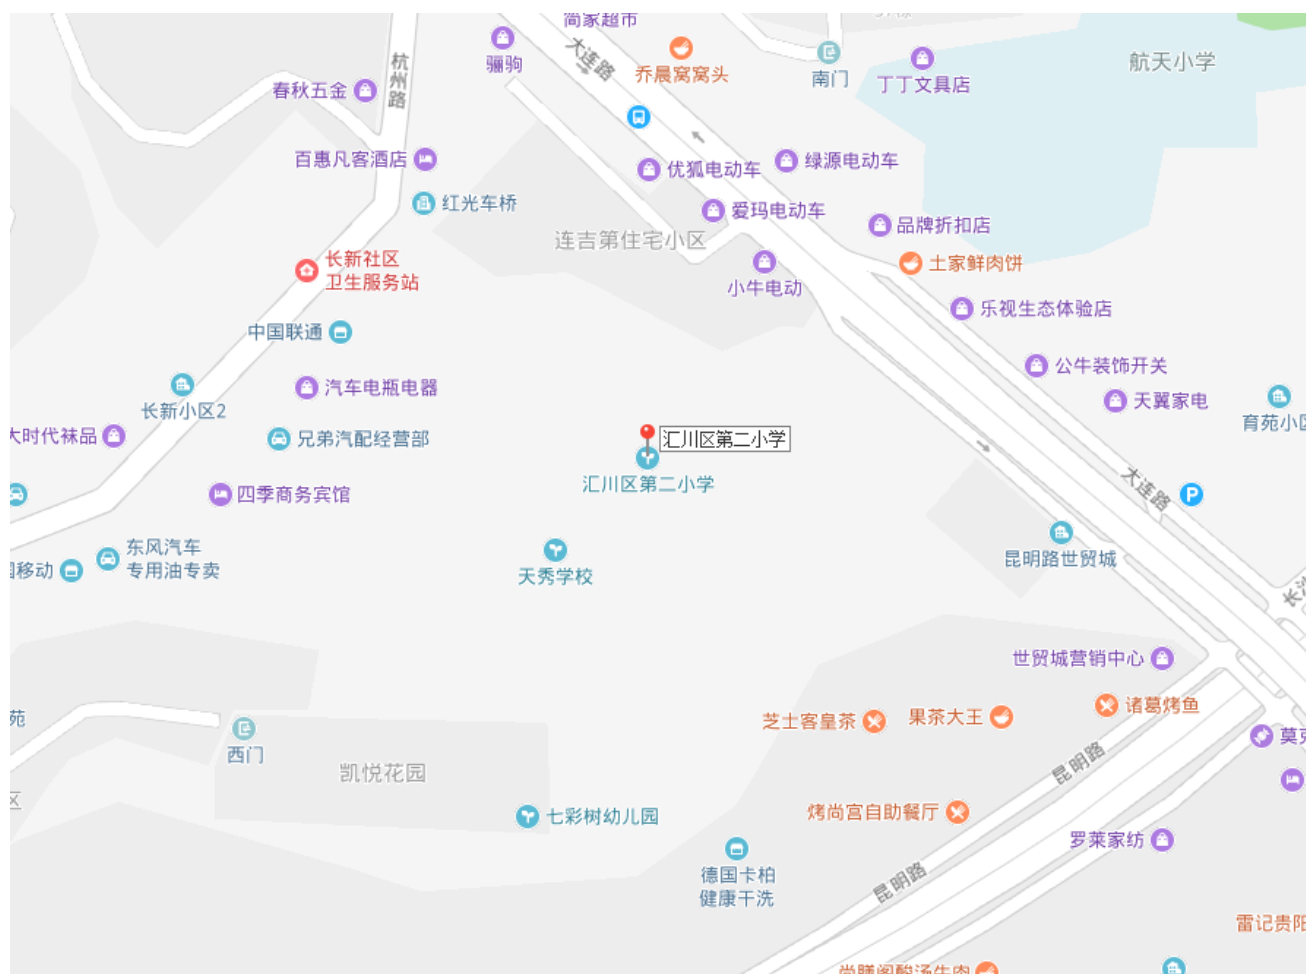 简家超市
大连路
骊驹
乔晨窝窝头
南门
丁丁文具店
航天小学
杭州路
春秋五金
百惠凡客酒店
红光车桥
优狐电动车
绿源电动车
爱玛电动车
品牌折扣店
连吉第住宅小区
土家鲜肉饼
长新社区
卫生服务站
小牛电动
乐视生态体验店
中国联通
公牛装饰开关
汽车电瓶电器
天翼家电
长新小区2
育苑小区
大时代袜品
兄弟汽配经营部
汇川区第二小学
汇川区第二小学
四季商务宾馆
大连路
P
东风汽车
专用油专卖
国移动
天秀学校
昆明路世贸城
世贸城营销中心
苑
芝士客皇茶
果茶大王
诸葛烤鱼
西门
凯悦花园
昆明路
区
七彩树幼儿园
烤尚宫自助餐厅
罗莱家纺
德国卡柏
健康干洗
昆明路
雷记贵阳
尚膳阁酸汤牛肉